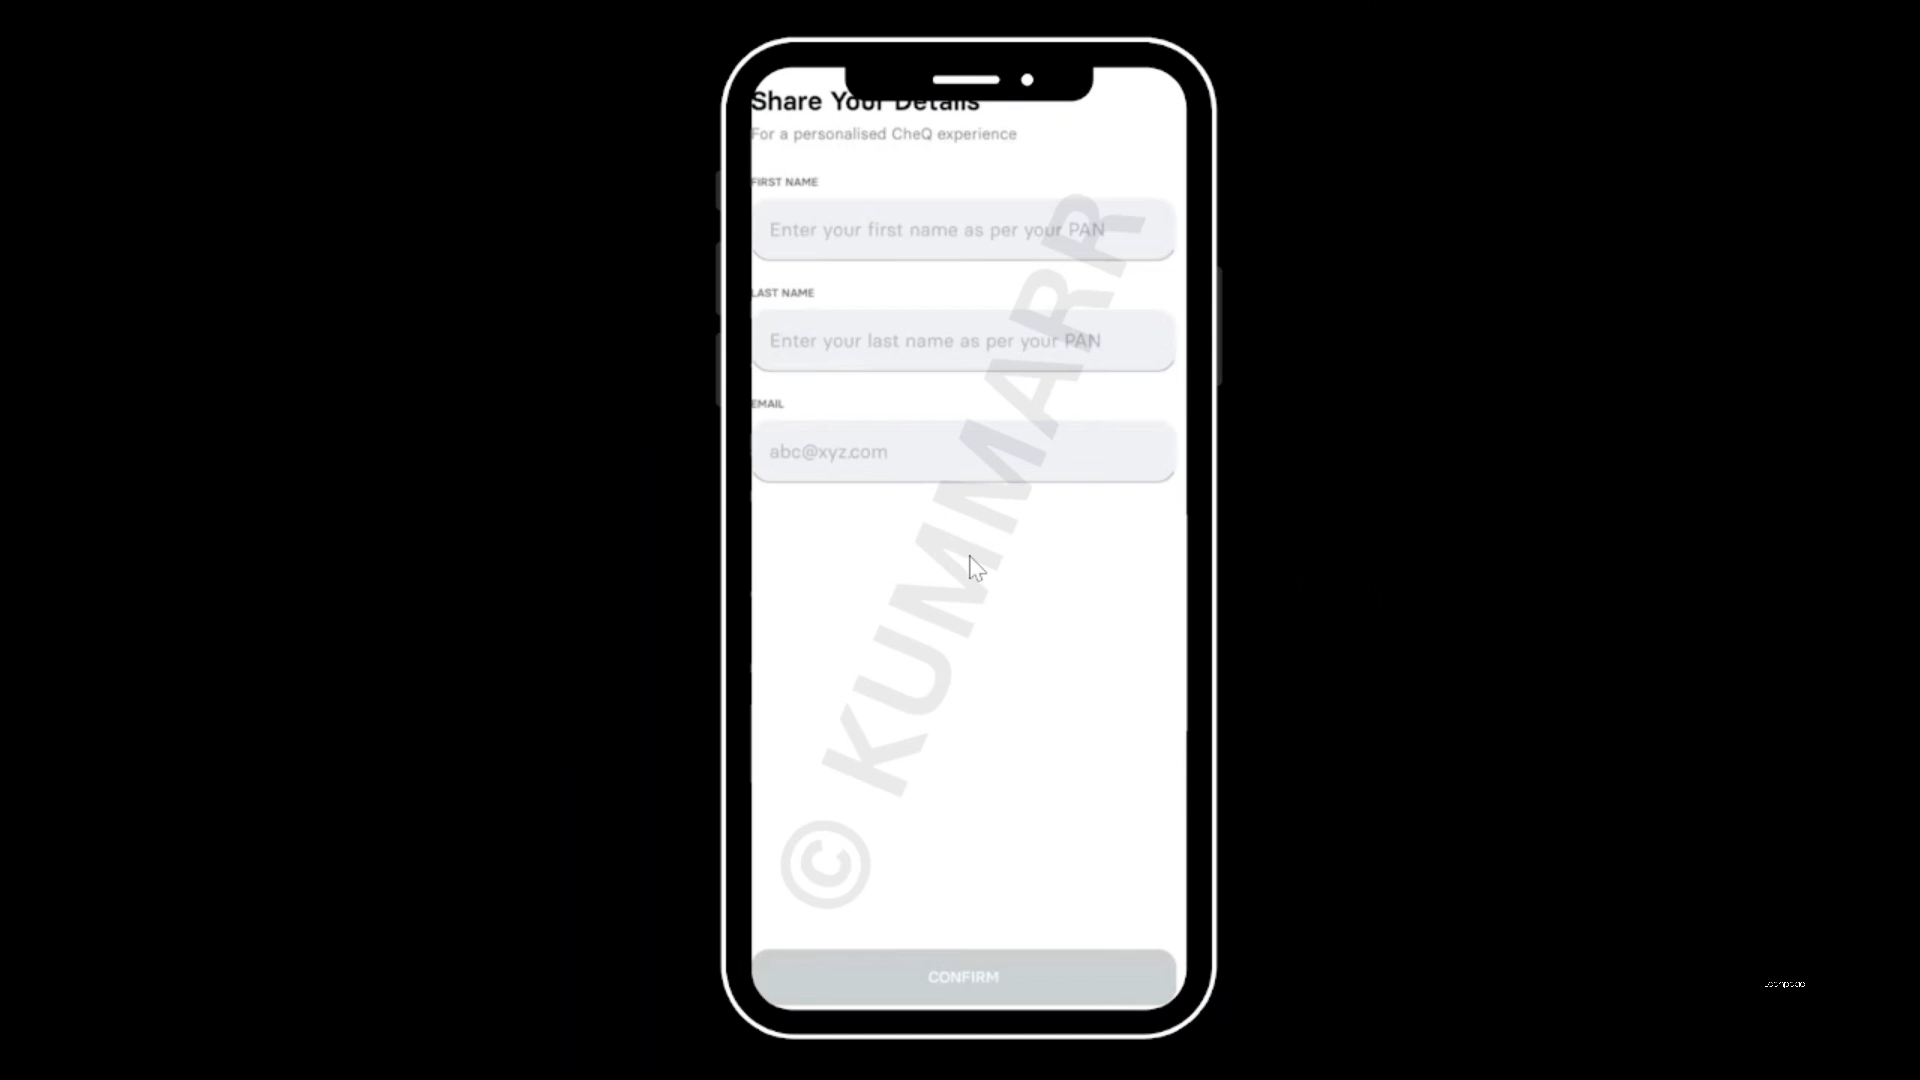 Share Your Details
For a personalised CheQ experience
FIRST NAME
Enter your first name as per your PAN
LAST NAME
Enter your last name as per your PAN
EMAIL
abc@xyz.com
© KUMMARR
CONFIRM